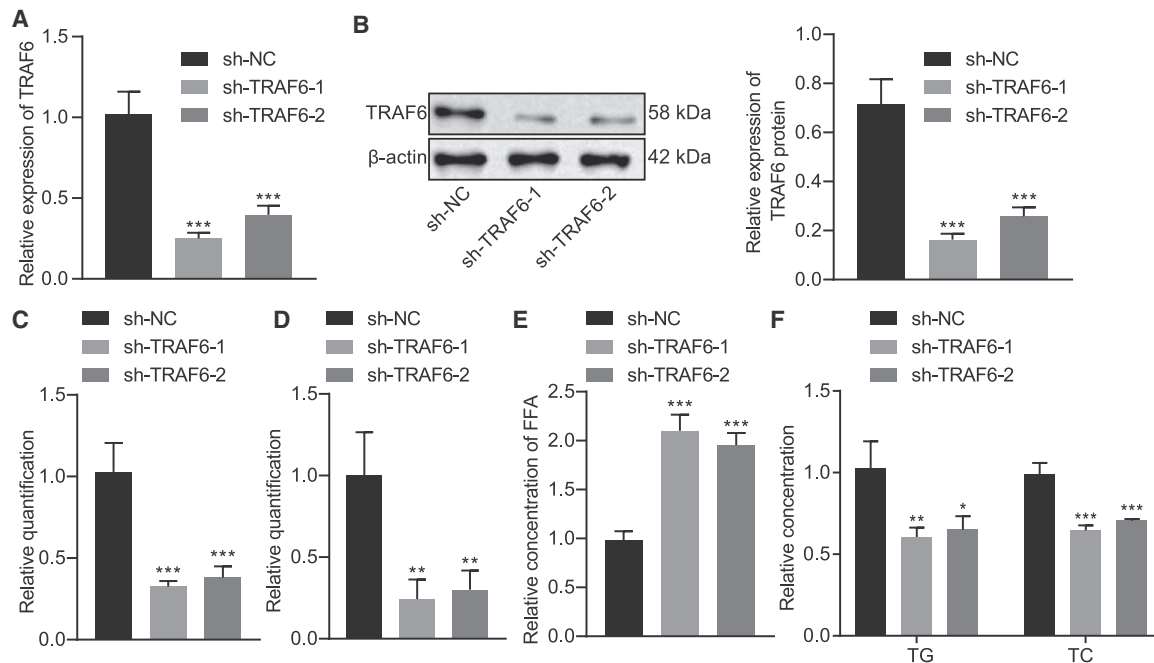 A
Relative expression of TRAF6
1.5
1.0
0.5
0.0
sh-NC
sh-TRAF6-1
sh-TRAF6-2
***
***
B
TRAF6
58 kDa
β-actin
42 kDa
sh-NC
sh-TRAF6-1
sh-TRAF6-2
Relative expression of
TRAF6 protein
1.0
0.8
0.6
0.4
0.2
0.0
sh-NC
sh-TRAF6-1
sh-TRAF6-2
***
***
C
sh-NC
sh-TRAF6-1
sh-TRAF6-2
Relative quantification
1.5
1.0
0.5
0.0
***
***
D
sh-NC
sh-TRAF6-1
sh-TRAF6-2
Relative quantification
1.5
1.0
0.5
0.0
**
**
E
sh-NC
sh-TRAF6-1
sh-TRAF6-2
Relative concentration of FFA
2.5
2.0
1.5
1.0
0.5
0.0
***
***
F
sh-NC
sh-TRAF6-1
sh-TRAF6-2
Relative concentration
1.5
1.0
0.5
0.0
**
*
***
***
TG
TC